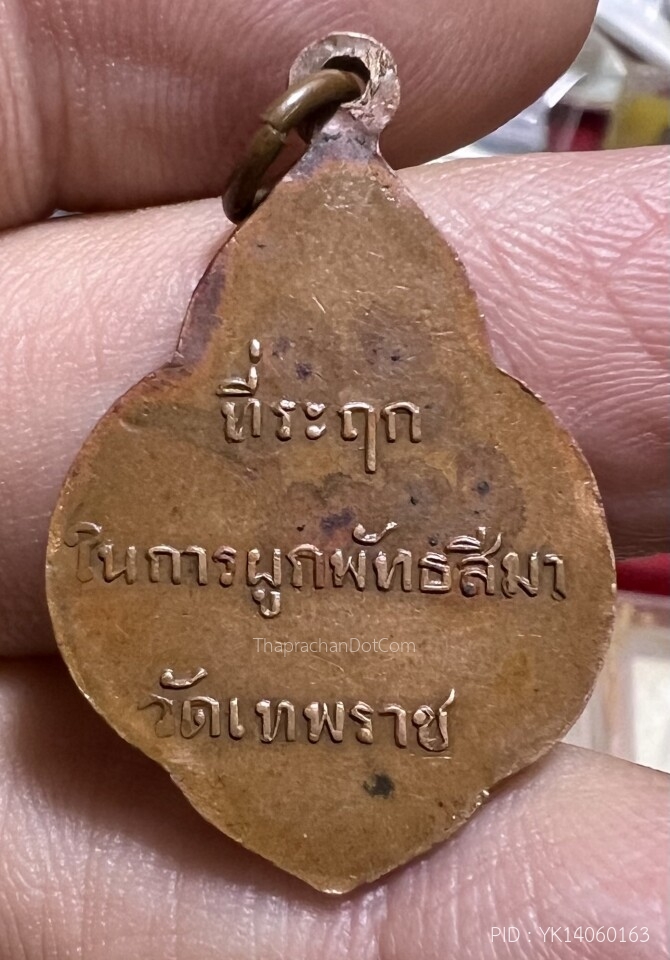 ที่ระฤก
ในการผูกพัทธสีมา
ThaprachanDotCom
วัดเทพราช
PID : YK14060163